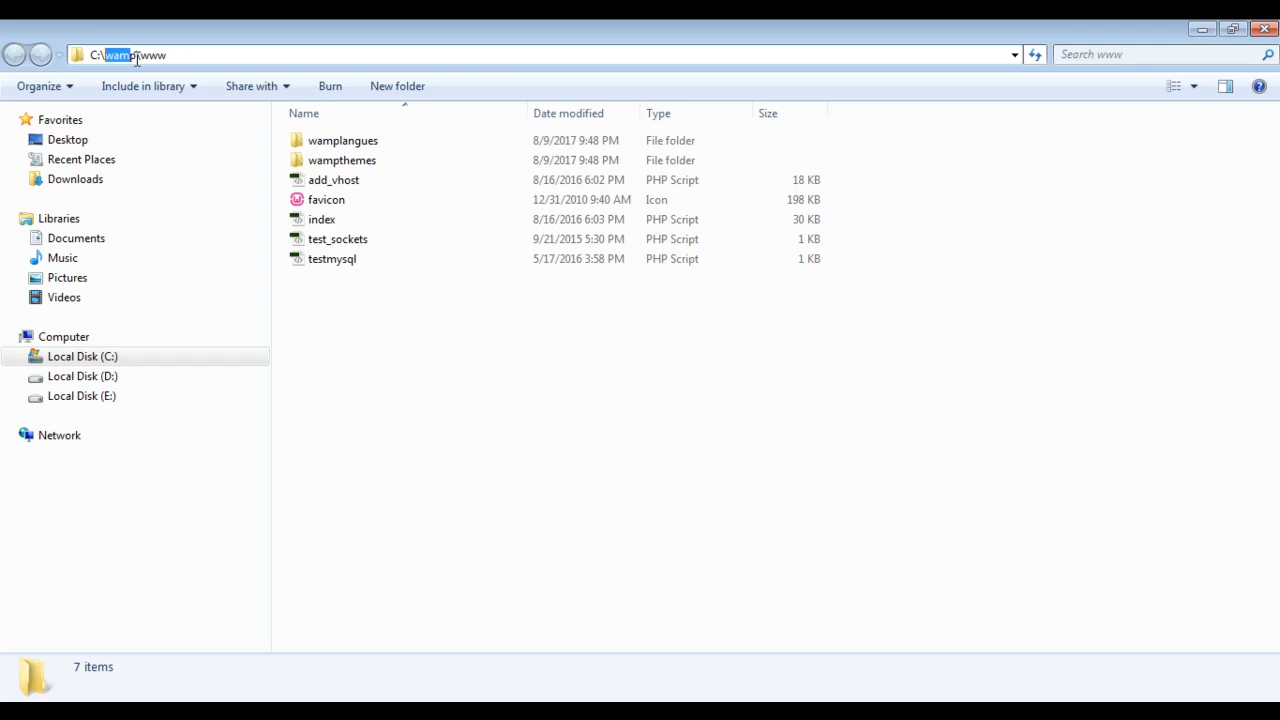 C:\wamp\www
Search www
Organize Include in library Share with Burn New folder
Favorites
Desktop
Recent Places
Downloads
Libraries
Documents
Music
Pictures
Videos
Computer
Local Disk (C:)
Local Disk (D:)
Local Disk (E:)
Network
Name Date modified Type Size
wamplangues 8/9/2017 9:48 PM File folder
wampthemes 8/9/2017 9:48 PM File folder
add_vhost 8/16/2016 6:02 PM PHP Script 18 KB
favicon 12/31/2010 9:40 AM Icon 198 KB
index 8/16/2016 6:03 PM PHP Script 30 KB
test_sockets 9/21/2015 5:30 PM PHP Script 1 KB
testmysql 5/17/2016 3:58 PM PHP Script 1 KB
7 items